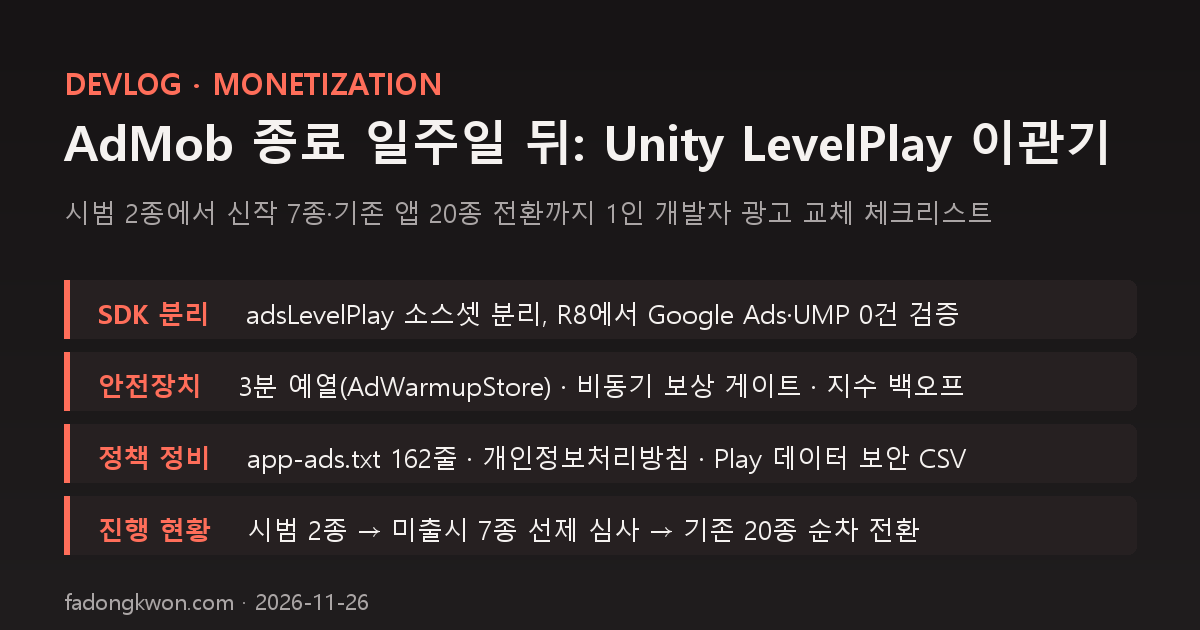 DEVLOG · MONETIZATION
AdMob 종료 일주일 뒤: Unity LevelPlay 이관기
시범 2종에서 신작 7종·기존 앱 20종 전환까지 1인 개발자 광고 교체 체크리스트
SDK 분리 adsLevelPlay 소스셋 분리, R8에서 Google Ads·UMP 0건 검증
안전장치 3분 예열(AdWarmupStore) · 비동기 보상 게이트 · 지수 백오프
정책 정비 app-ads.txt 162줄 · 개인정보처리방침 · Play 데이터 보안 CSV
진행 현황 시범 2종 → 미출시 7종 선제 심사 → 기존 20종 순차 전환
fadongkwon.com · 2026-11-26